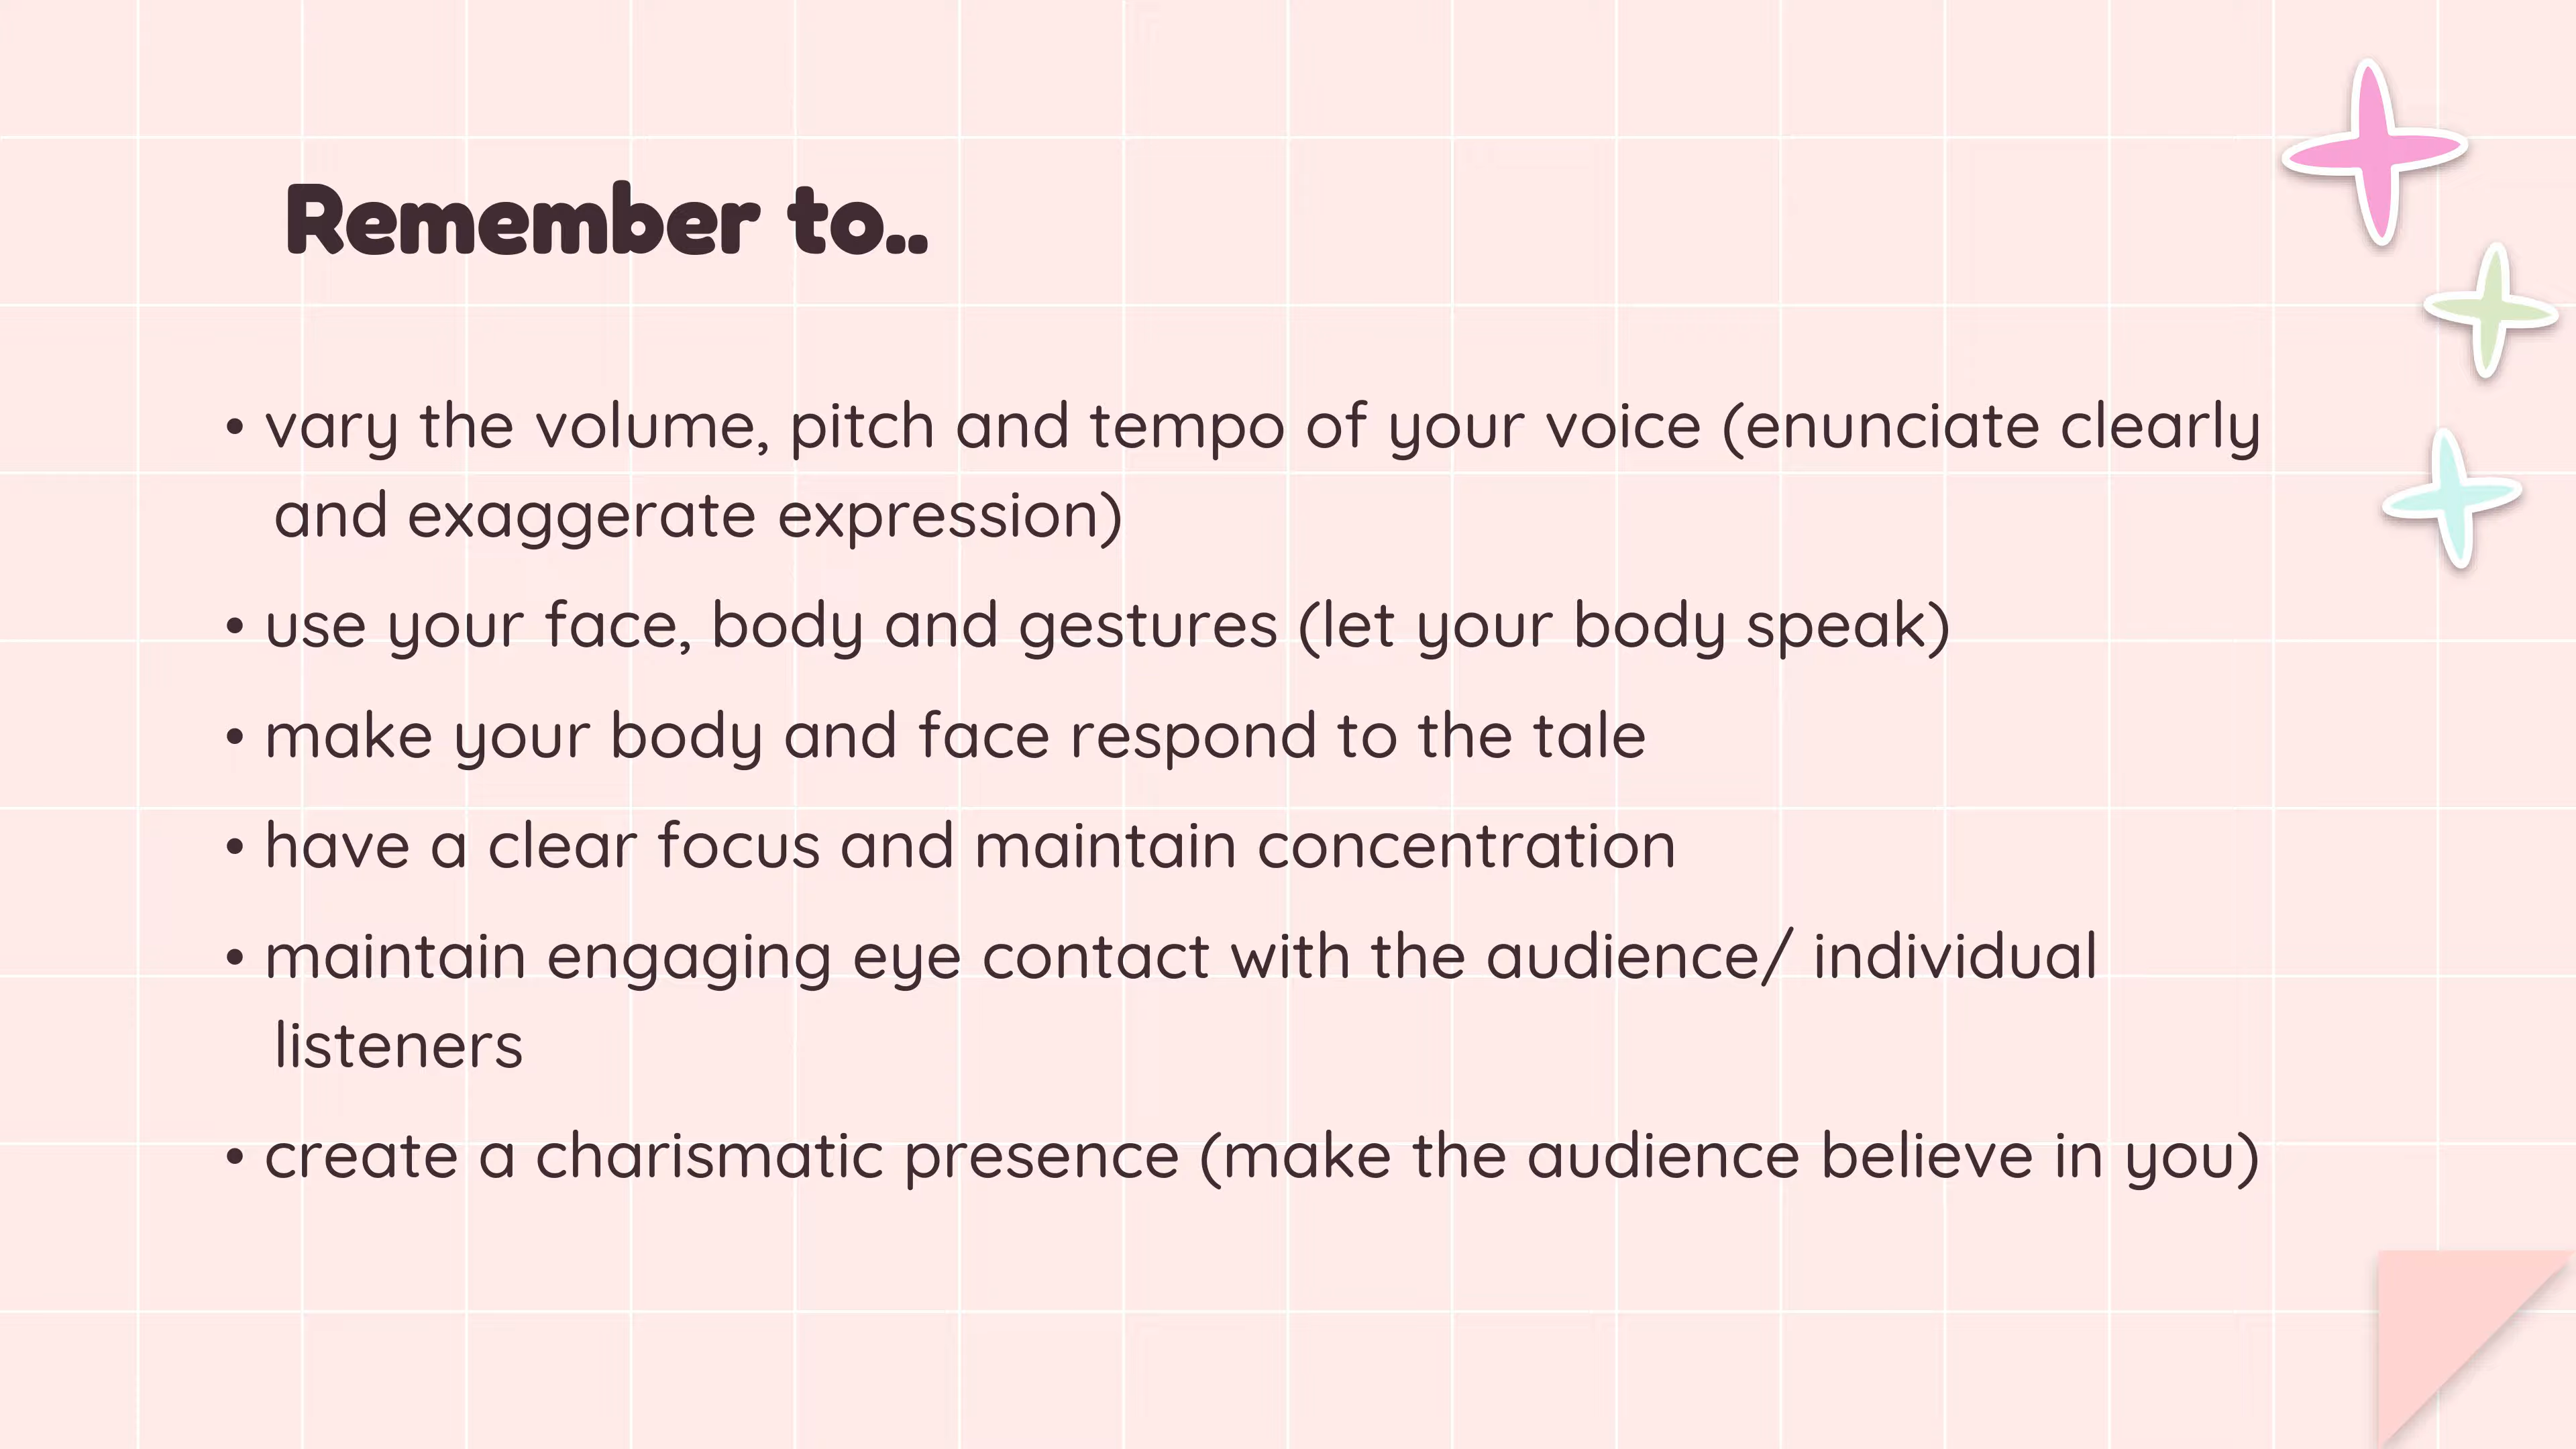 Remember to..
• vary the volume, pitch and tempo of your voice (enunciate clearly
and exaggerate expression)
• use your face, body and gestures (let your body speak)
• make your body and face respond to the tale
• have a clear focus and maintain concentration
• maintain engaging eye contact with the audience/ individual
listeners
• create a charismatic presence (make the audience believe in you)